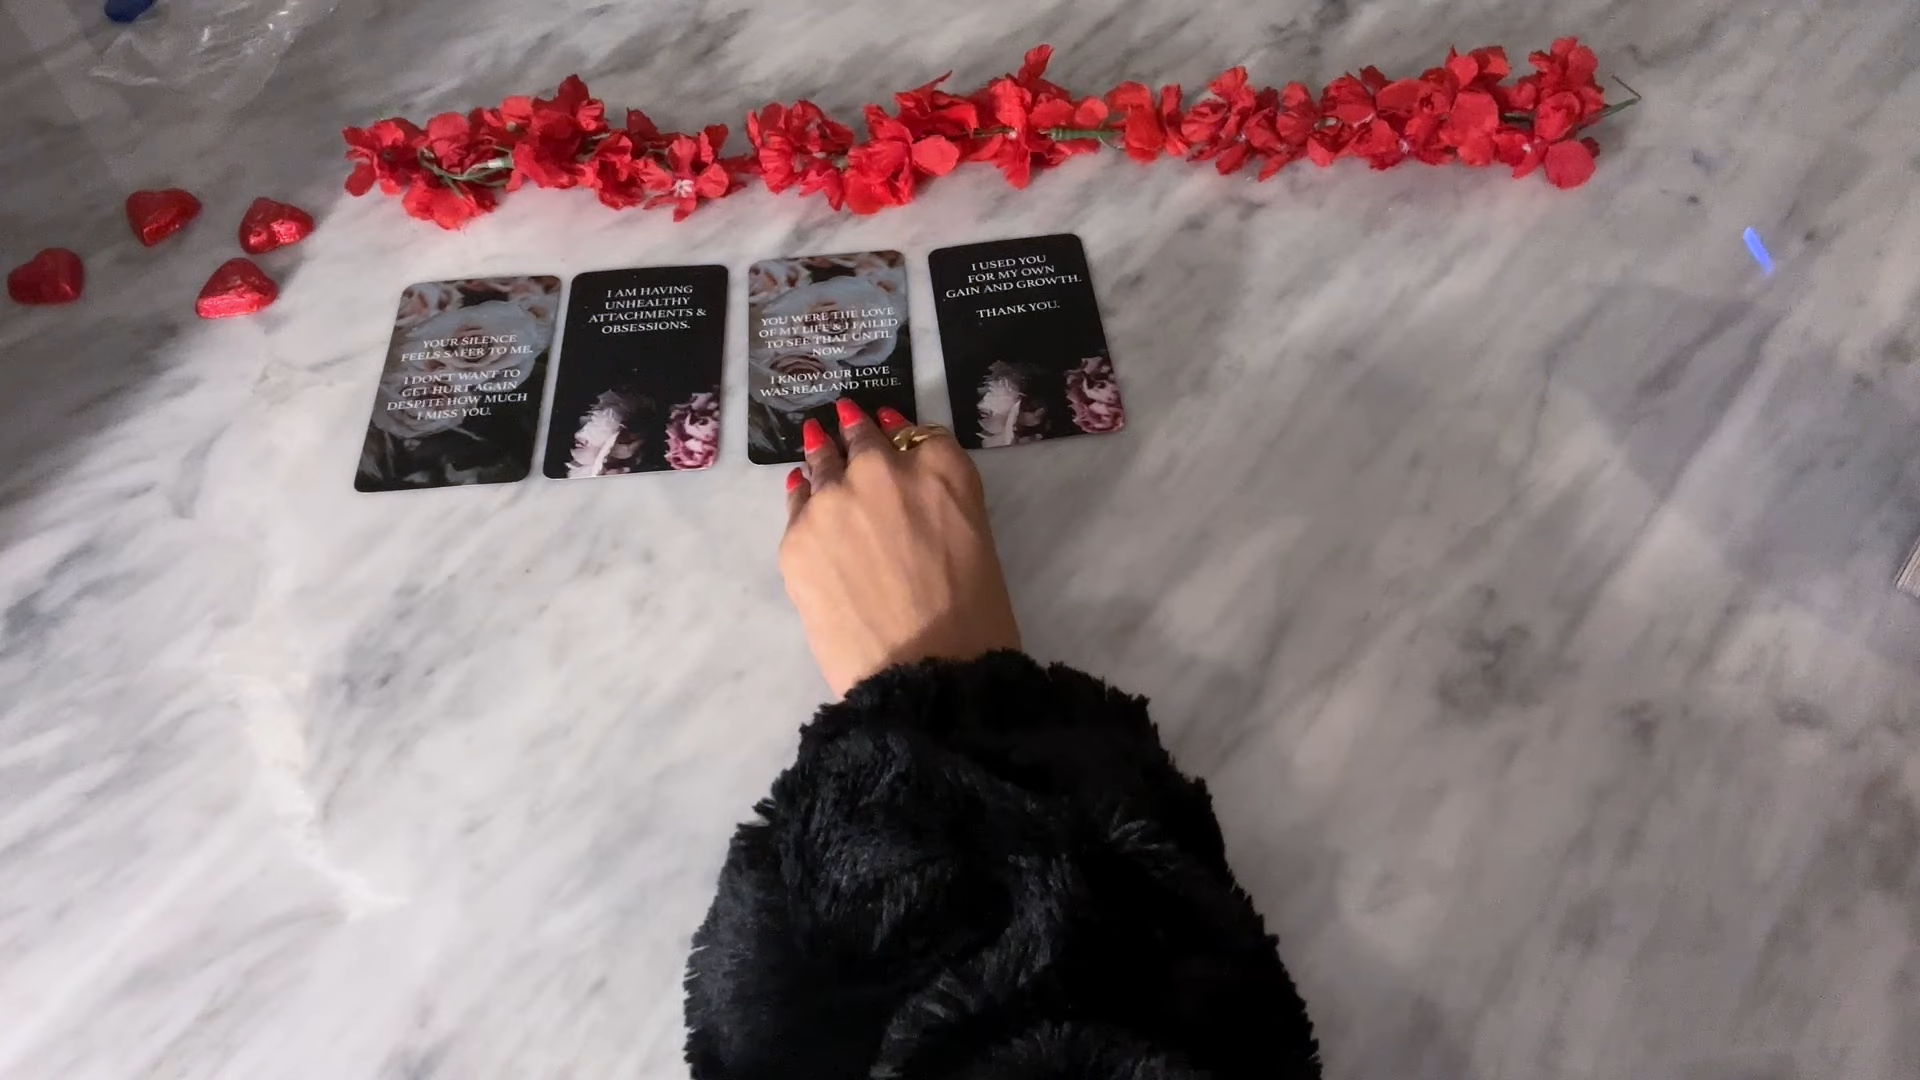 YOUR SILENCE
FEELS SAFER TO ME.
I DON'T WANT TO
GET HURT AGAIN
DESPITE HOW MUCH
I MISS YOU.
I AM HAVING
UNHEALTHY
ATTACHMENTS &
OBSESSIONS.
YOU WERE THE LOVE
OF MY LIFE & I FAILED
TO SEE THAT UNTIL
NOW.
I KNOW OUR LOVE
WAS REAL AND TRUE.
I USED YOU
FOR MY OWN
GAIN AND GROWTH.
THANK YOU.